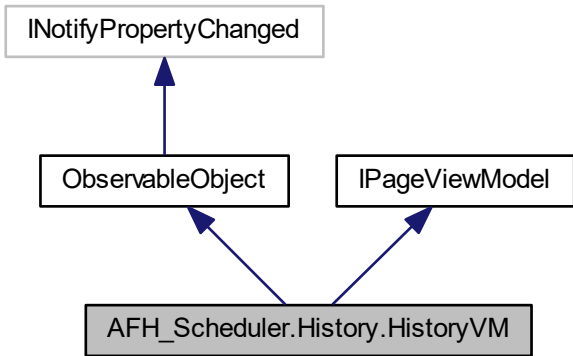 INotifyPropertyChanged
ObservableObject
IPageViewModel
AFH_Scheduler.History.HistoryVM